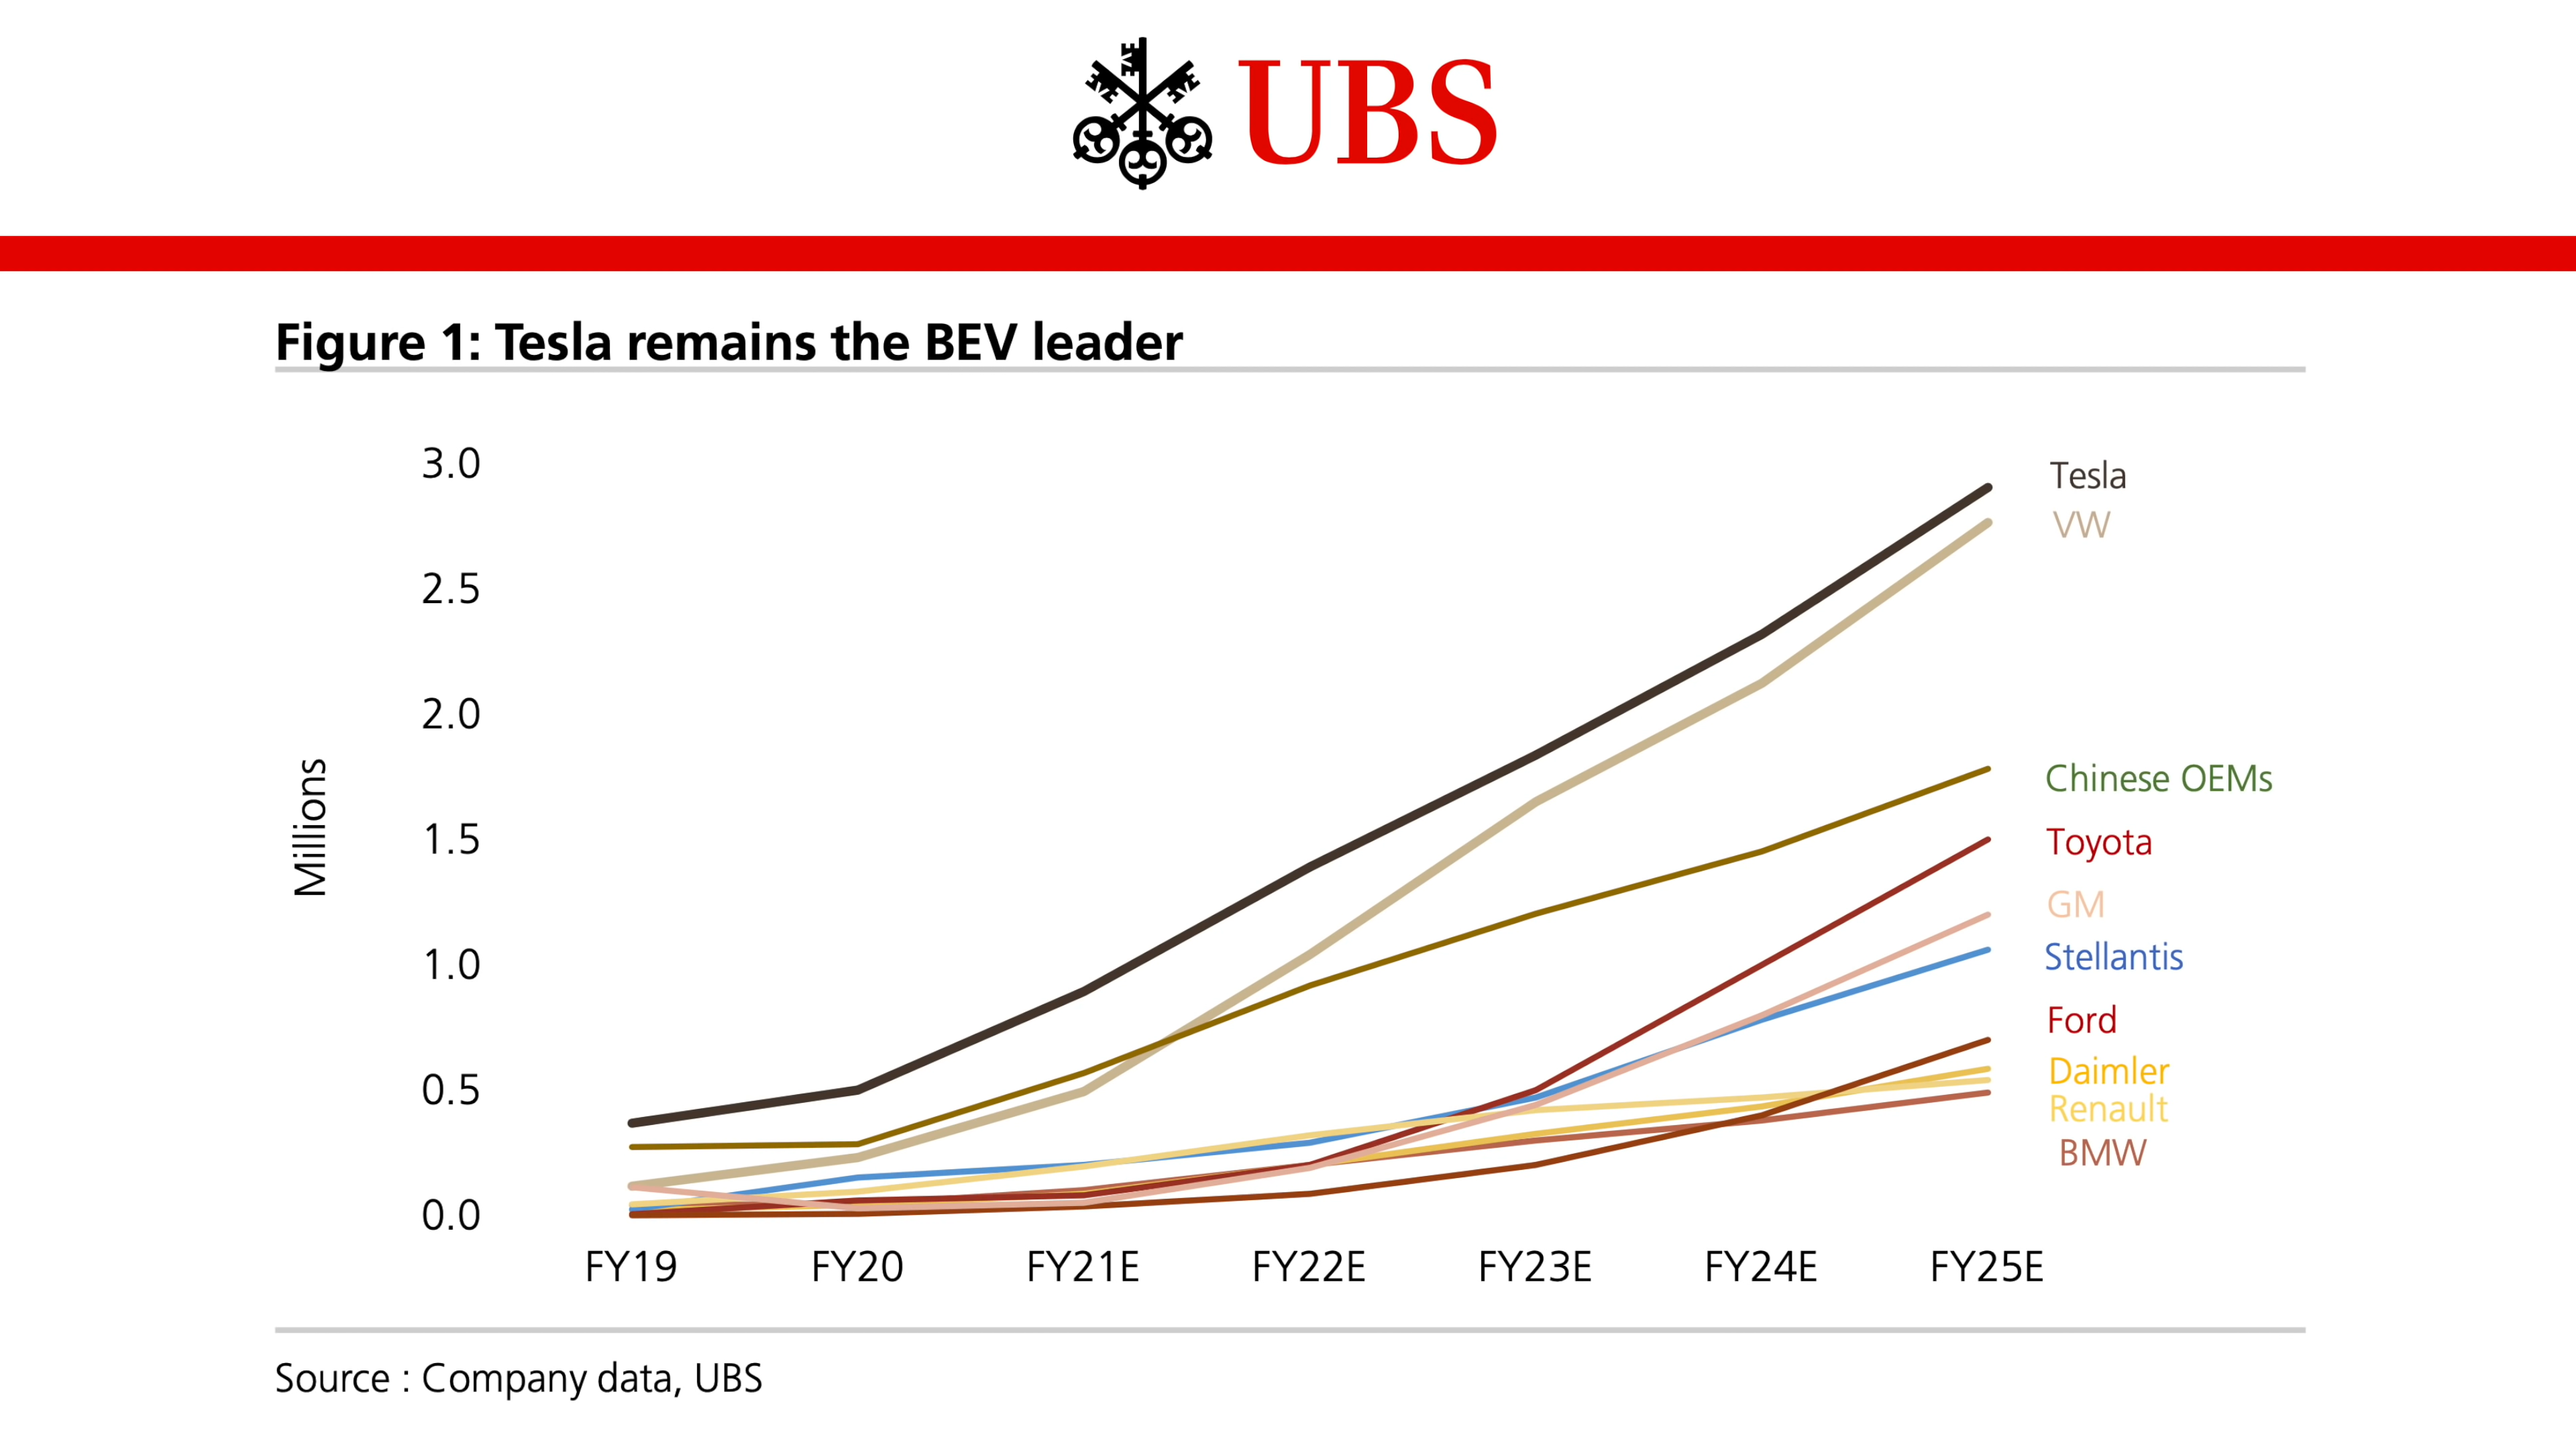 UBS
Figure 1: Tesla remains the BEV leader
3.0
2.5
2.0
1.5
1.0
0.5
0.0
Millions
Tesla
VW
Chinese OEMs
Toyota
GM
Stellantis
Ford
Daimler
Renault
BMW
FY19 FY20 FY21E FY22E FY23E FY24E FY25E
Source : Company data, UBS